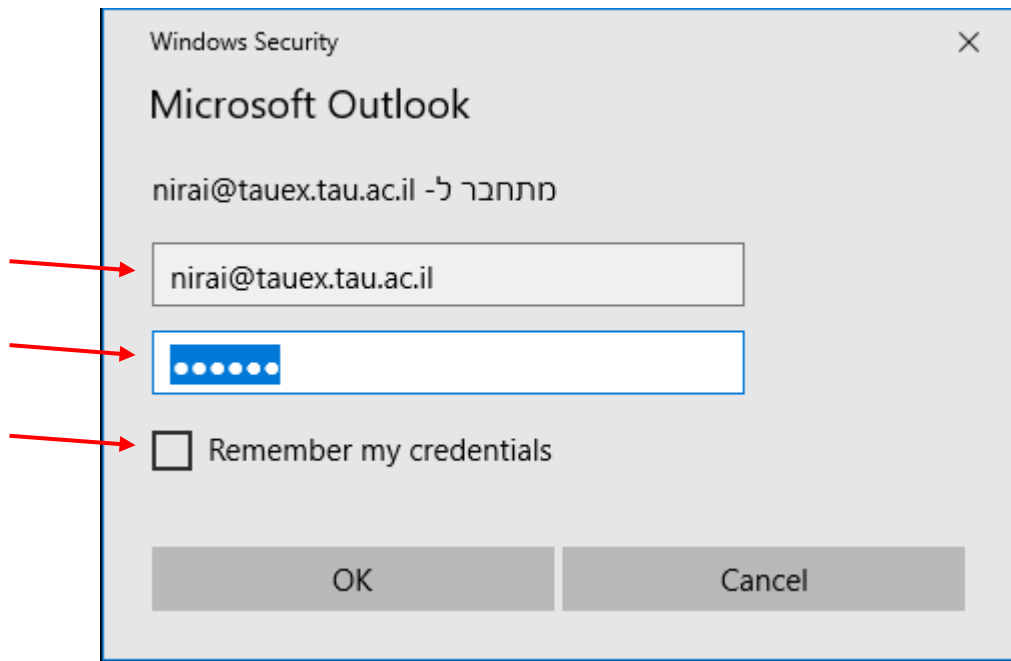 Windows Security
Microsoft Outlook
מתחבר ל- nirai@tauex.tau.ac.il
nirai@tauex.tau.ac.il
●●●●●●
Remember my credentials
OK
Cancel